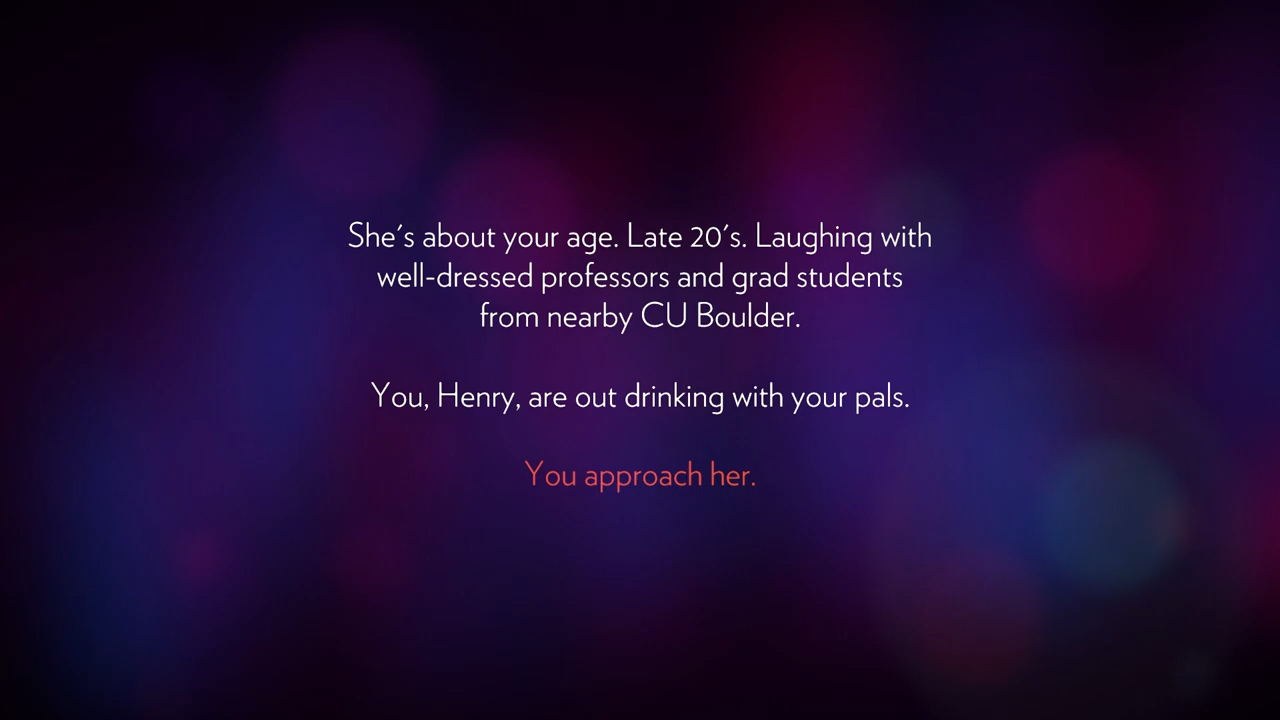 She's about your age. Late 20's. Laughing with
well-dressed professors and grad students
from nearby CU Boulder.
You, Henry, are out drinking with your pals.
You approach her.